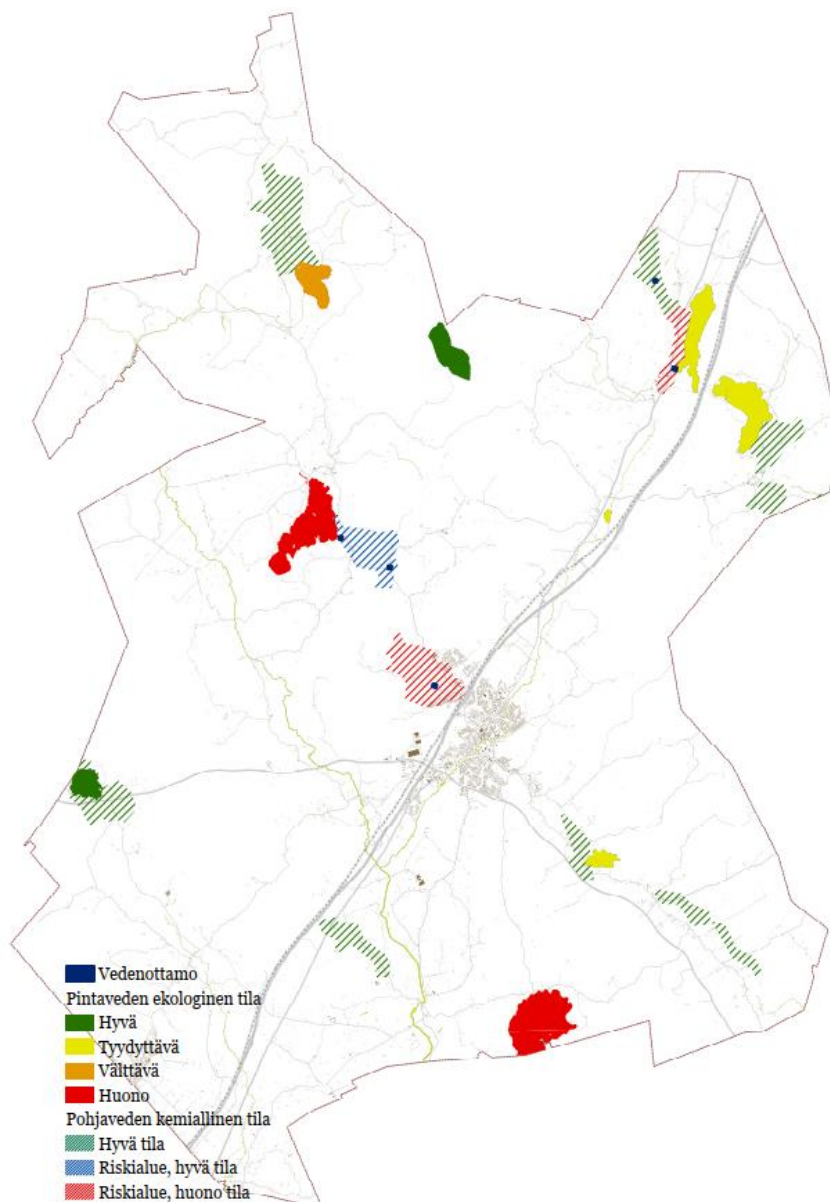 Vedenottamo
Pintaveden ekologinen tila
Hyvä
Tyydyttävä
Välttävä
Huono
Pohjaveden kemiallinen tila
Hyvä tila
Riskialue, hyvä tila
Riskialue, huono tila